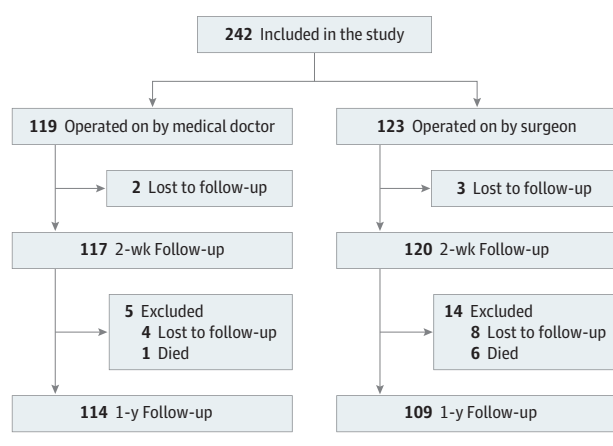 242 Included in the study
119 Operated on by medical doctor
123 Operated on by surgeon
2 Lost to follow-up
3 Lost to follow-up
117 2-wk Follow-up
120 2-wk Follow-up
5 Excluded
4 Lost to follow-up
1 Died
14 Excluded
8 Lost to follow-up
6 Died
114 1-y Follow-up
109 1-y Follow-up